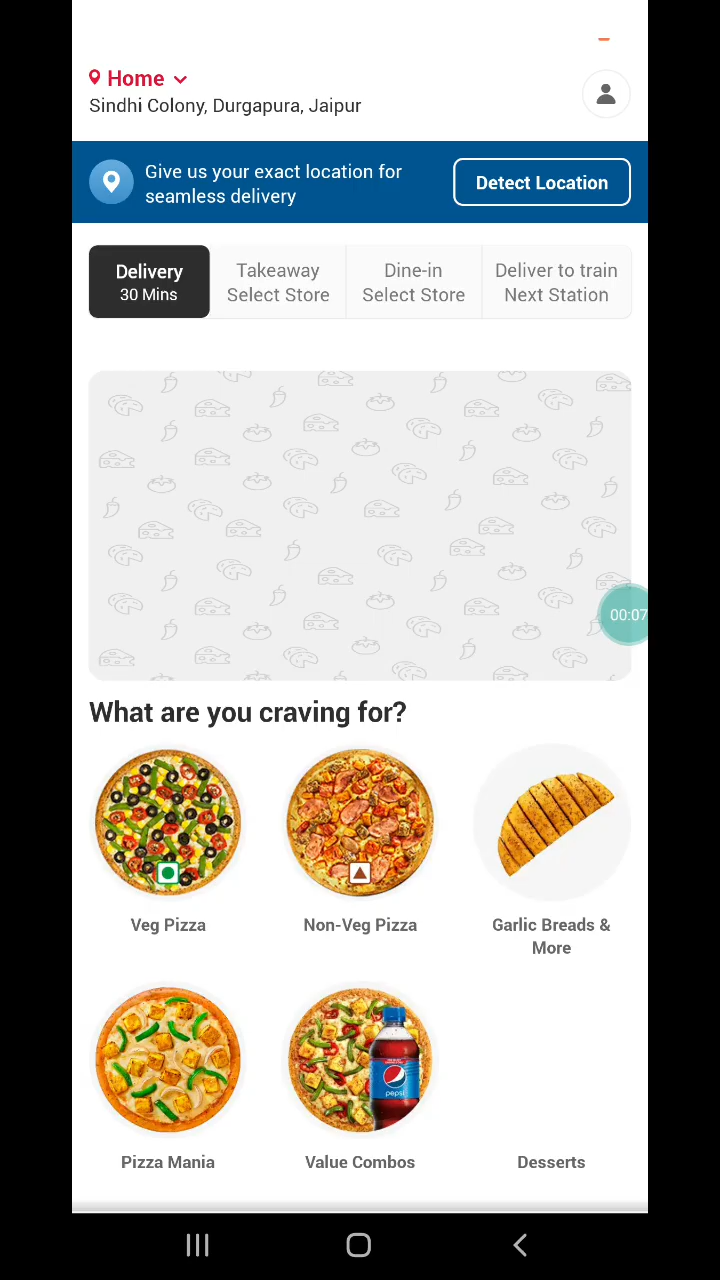 Home
Sindhi Colony, Durgapura, Jaipur
Give us your exact location for
seamless delivery
Detect Location
Delivery
30 Mins
Takeaway
Select Store
Dine-in
Select Store
Deliver to train
Next Station
00:07
What are you craving for?
Veg Pizza
Non-Veg Pizza
Garlic Breads &
More
pepsi
Pizza Mania
Value Combos
Desserts